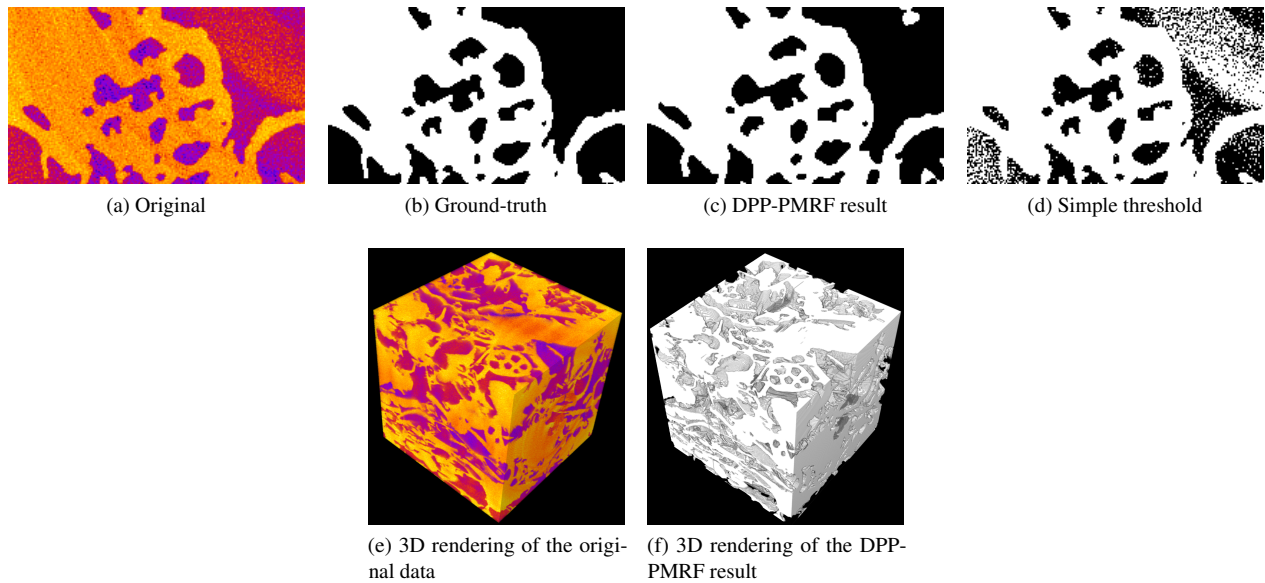 (a) Original
(b) Ground-truth
(c) DPP-PMRF result
(d) Simple threshold
(e) 3D rendering of the origi-
nal data
(f) 3D rendering of the DPP-
PMRF result